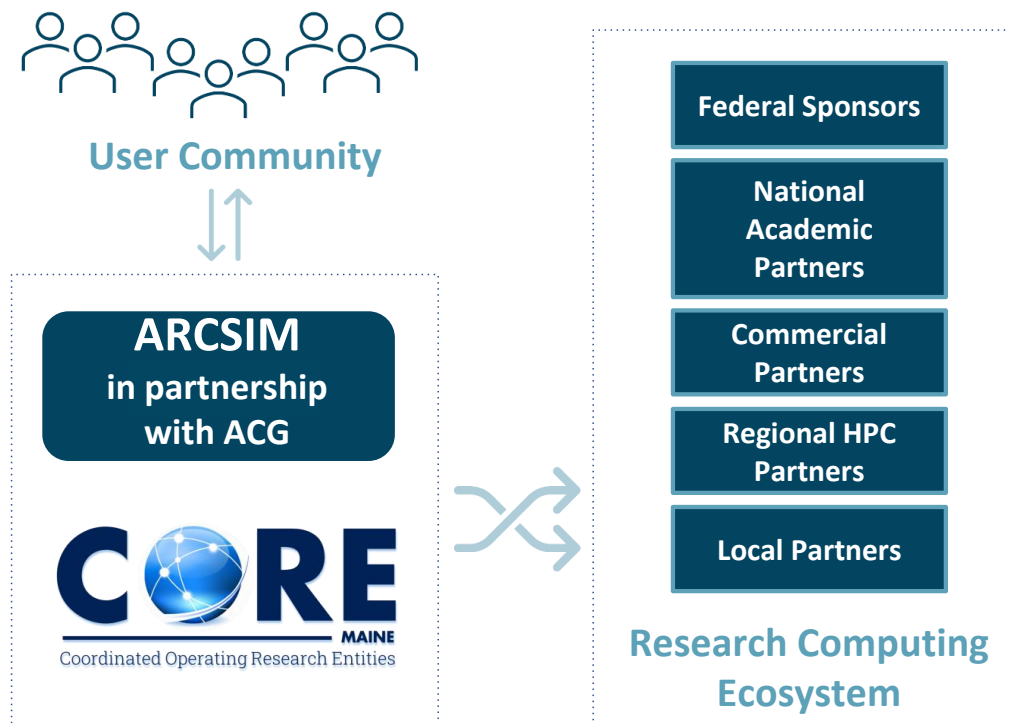 User Community
ARCSIM
in partnership
with ACG
CORE
MAINE
Coordinated Operating Research Entities
Federal Sponsors
National
Academic
Partners
Commercial
Partners
Regional HPC
Partners
Local Partners
Research Computing
Ecosystem